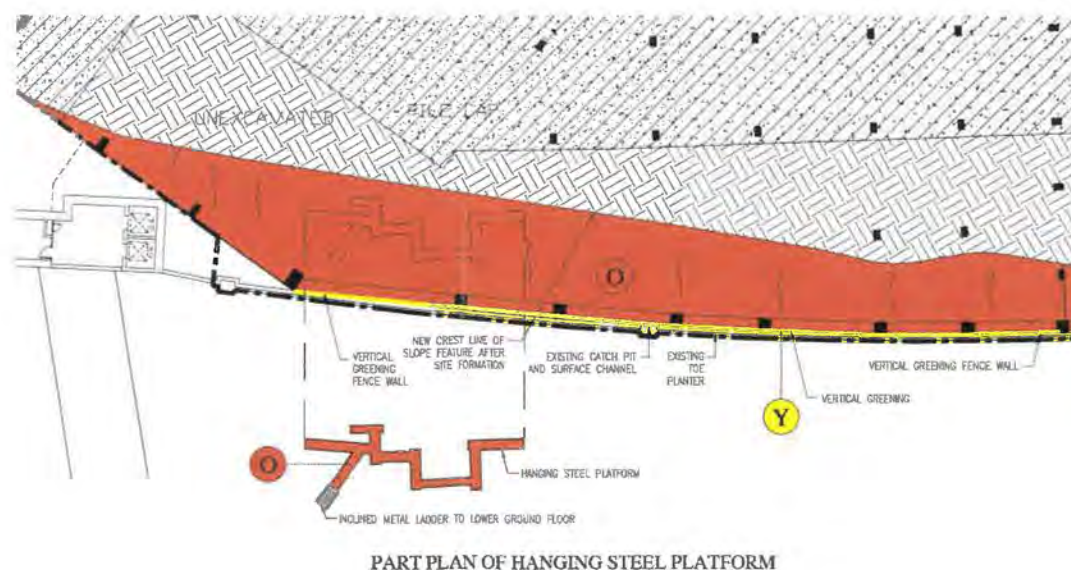 UNEXCAVATED
PILE CAP
O
VERTICAL
GREENING
FENCE WALL
NEW CREST LINE OF
SLOPE FEATURE AFTER
SITE FORMATION
EXISTING CATCH PIT
AND SURFACE CHANNEL
EXISTING
TOE
PLANTER
VERTICAL GREENING FENCE WALL
VERTICAL GREENING
Y
O
HANGING STEEL PLATFORM
INCLINED METAL LADDER TO LOWER GROUND FLOOR
PART PLAN OF HANGING STEEL PLATFORM